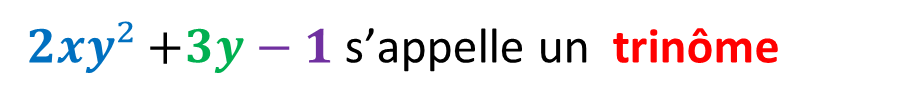 2xy² +3y − 1 s’appelle un trinôme